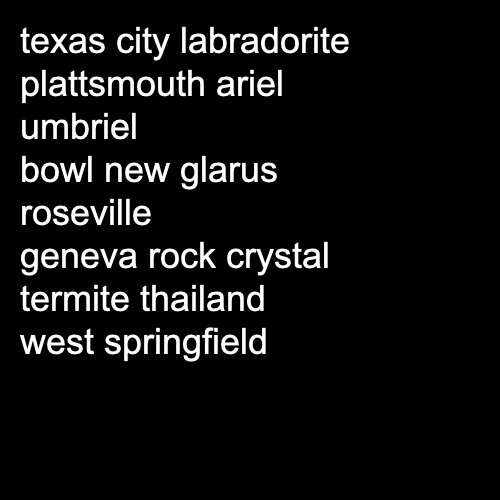 texas city labradorite
plattsmouth ariel
umbriel
bowl new glarus
roseville
geneva rock crystal
termite thailand
west springfield